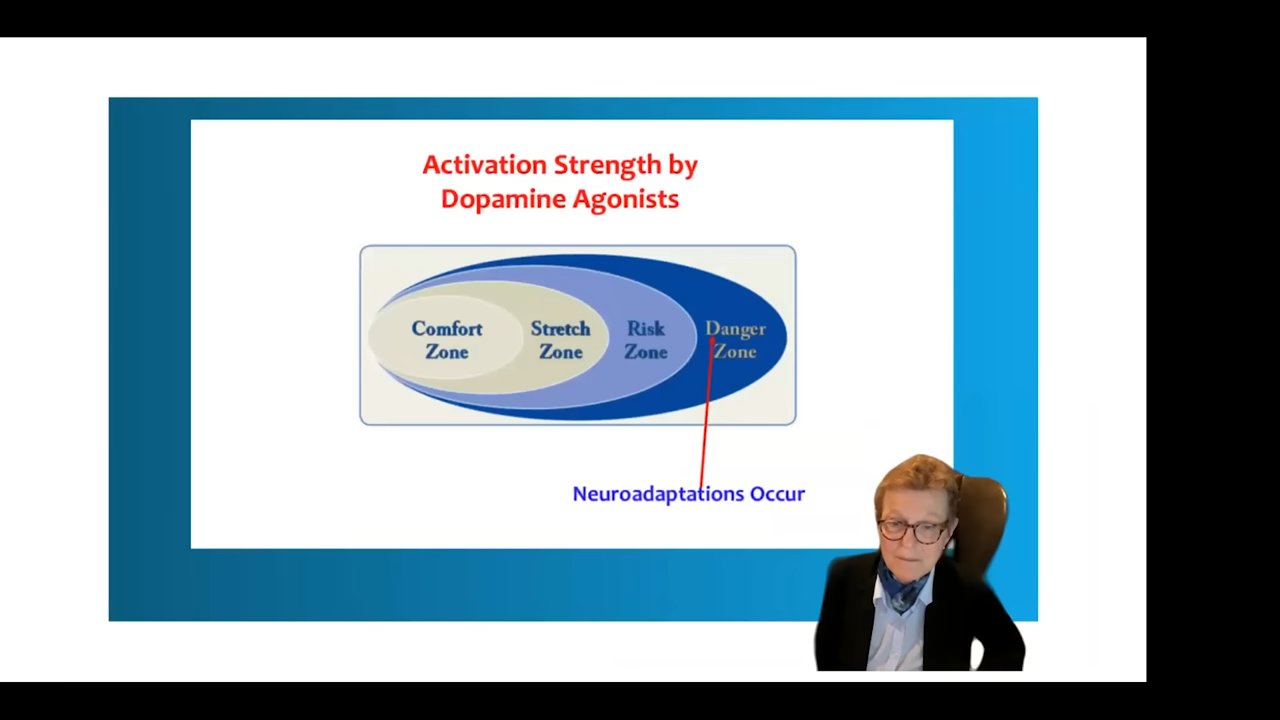 Activation Strength by
Dopamine Agonists
Comfort
Zone
Stretch
Zone
Risk
Zone
Danger
Zone
Neuroadaptations Occur